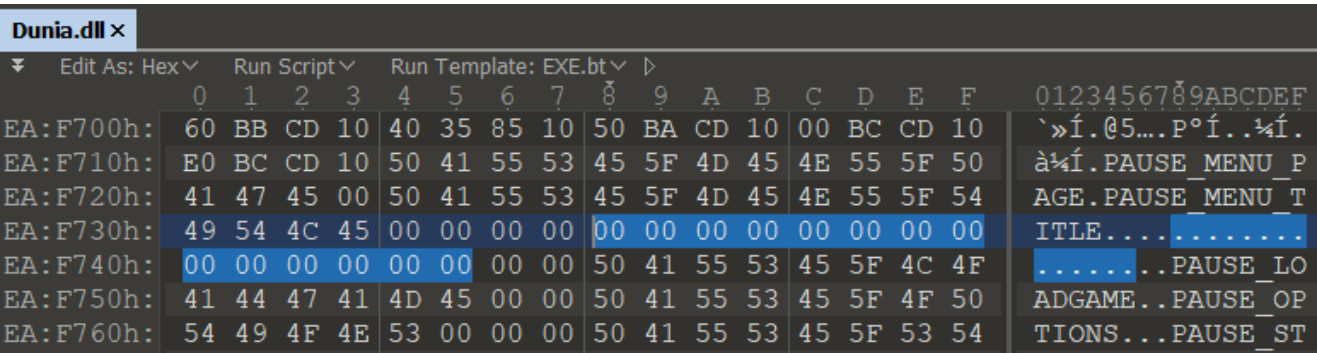 Dunia.dll ×
Edit As: Hex Run Script Run Template: EXE.bt
0 1 2 3 4 5 6 7 8 9 A B C D E F 0123456789ABCDEF
EA:F700h: 60 BB CD 10 40 35 85 10 50 BA CD 10 00 BC CD 10 `»Í.@5….PºÍ..¼Í.
EA:F710h: E0 BC CD 10 50 41 55 53 45 5F 4D 45 4E 55 5F 50 à¼Í.PAUSE_MENU_P
EA:F720h: 41 47 45 00 50 41 55 53 45 5F 4D 45 4E 55 5F 54 AGE.PAUSE_MENU_T
EA:F730h: 49 54 4C 45 00 00 00 00 00 00 00 00 00 00 00 00 ITLE............
EA:F740h: 00 00 00 00 00 00 00 00 50 41 55 53 45 5F 4C 4F ........PAUSE_LO
EA:F750h: 41 44 47 41 4D 45 00 00 50 41 55 53 45 5F 4F 50 ADGAME..PAUSE_OP
EA:F760h: 54 49 4F 4E 53 00 00 00 50 41 55 53 45 5F 53 54 TIONS...PAUSE_ST